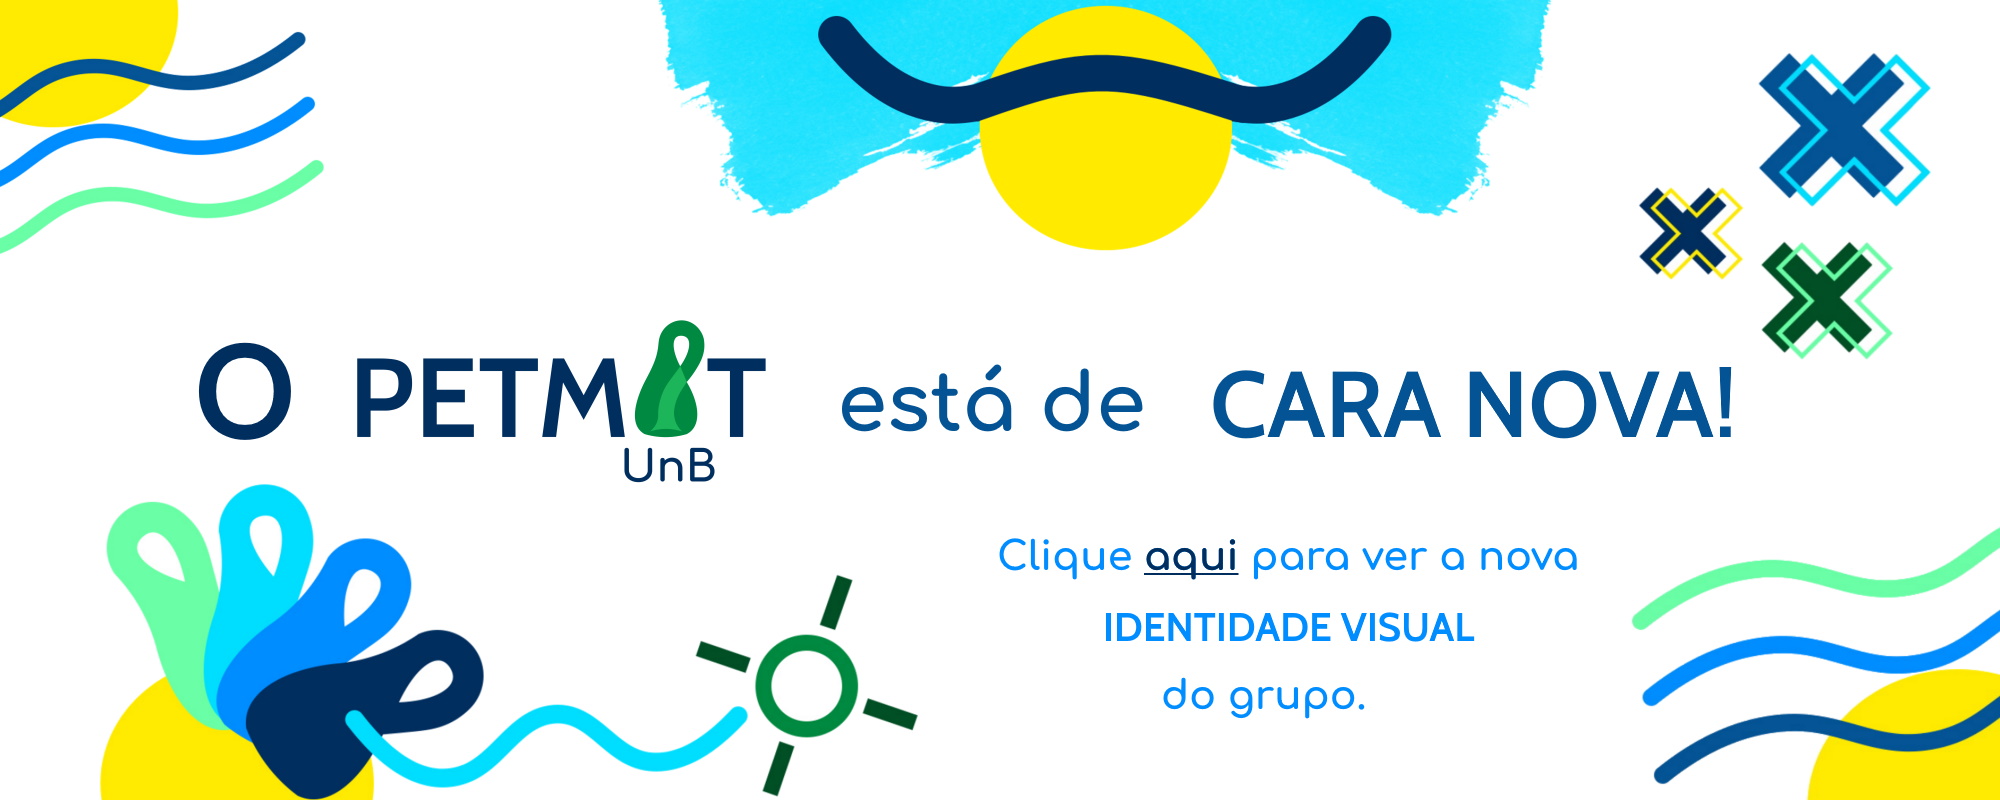 O PETMAT está de CARA NOVA!
UnB
Clique aqui para ver a nova
IDENTIDADE VISUAL
do grupo.